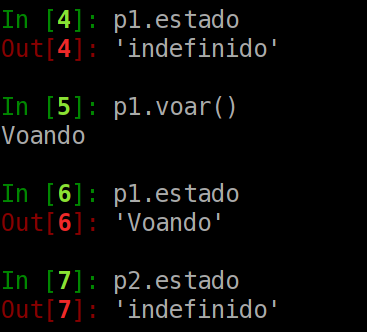 In [4]: p1.estado
Out[4]: 'indefinido'
In [5]: p1.voar()
Voando
In [6]: p1.estado
Out[6]: 'Voando'
In [7]: p2.estado
Out[7]: 'indefinido'